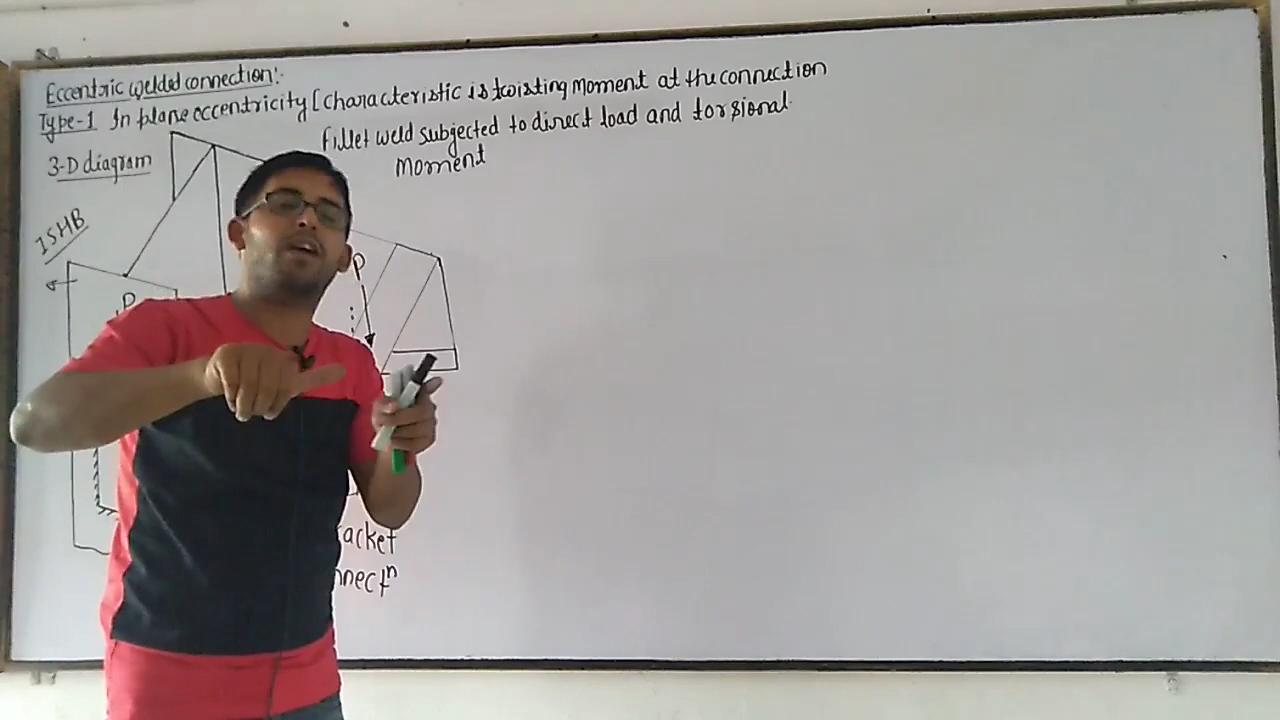 Eccentric welded connection:-
Type-1 In plane eccentricity [characteristic is twisting Moment at the connection
Fillet weld subjected to direct load and torsional
Moment
3-D diagram
ISHB
P
P
acket
nnectⁿ